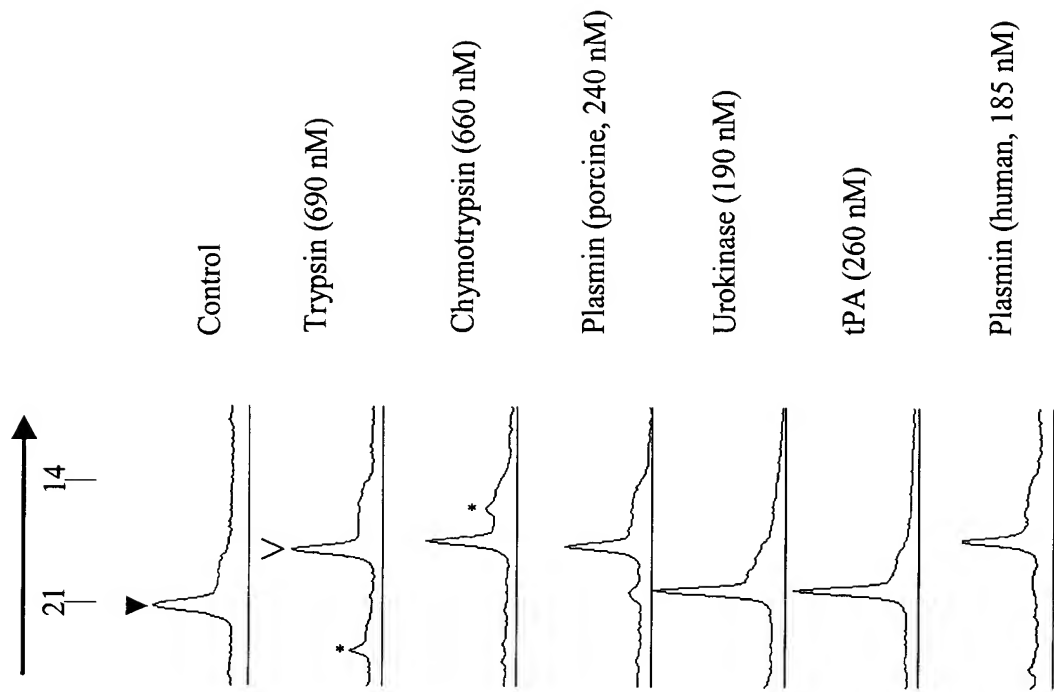 21
14
Control
Trypsin (690 nM)
*
Chymotrypsin (660 nM)
*
Plasmin (porcine, 240 nM)
Urokinase (190 nM)
tPA (260 nM)
Plasmin (human, 185 nM)